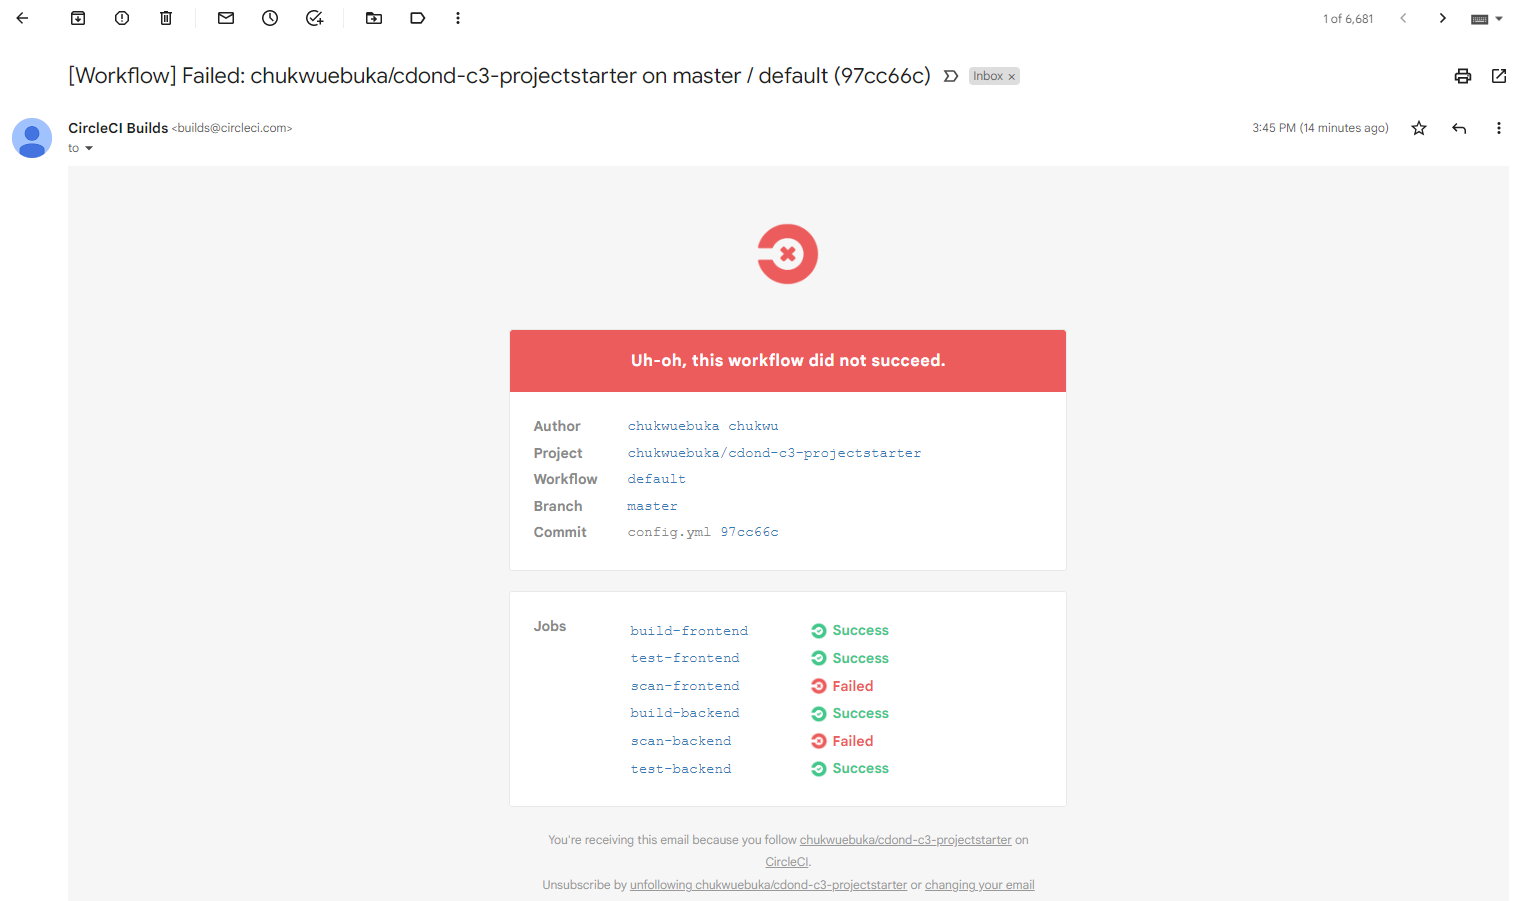 1 of 6,681
[Workflow] Failed: chukwuebuka/cdond-c3-projectstarter on master / default (97cc66c)
Inbox ×
CircleCI Builds <builds@circleci.com>
3:45 PM (14 minutes ago)
to
Uh-oh, this workflow did not succeed.
Author chukwuebuka chukwu
Project chukwuebuka/cdond-c3-projectstarter
Workflow default
Branch master
Commit config.yml 97cc66c
Jobs
build-frontend Success
test-frontend Success
scan-frontend Failed
build-backend Success
scan-backend Failed
test-backend Success
You're receiving this email because you follow chukwuebuka/cdond-c3-projectstarter on
CircleCI.
Unsubscribe by unfollowing chukwuebuka/cdond-c3-projectstarter or changing your email